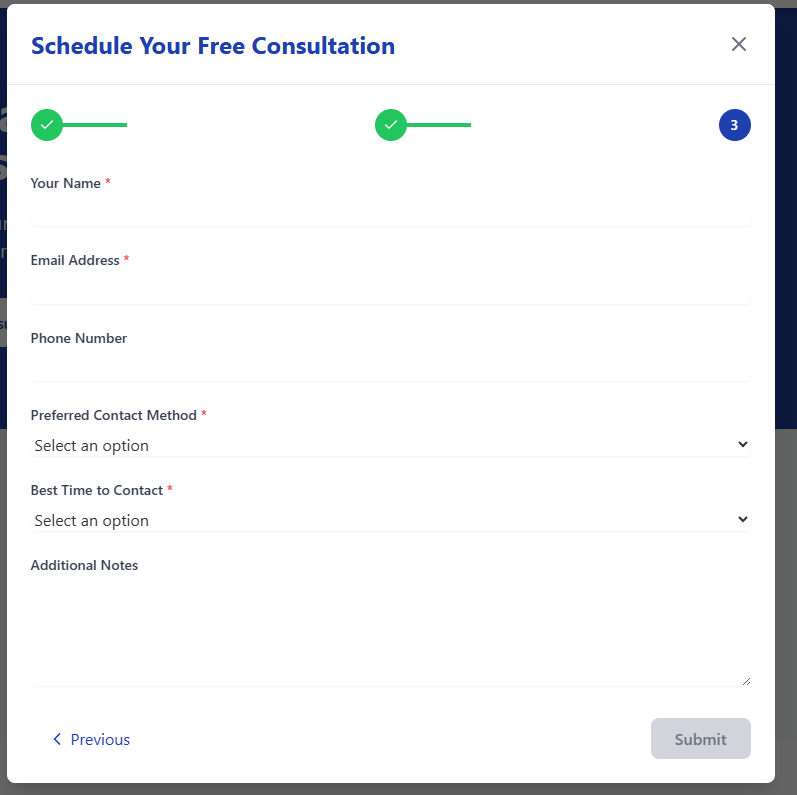 Schedule Your Free Consultation
3
Your Name *
Email Address *
Phone Number
Preferred Contact Method *
Select an option
Best Time to Contact *
Select an option
Additional Notes
Previous
Submit